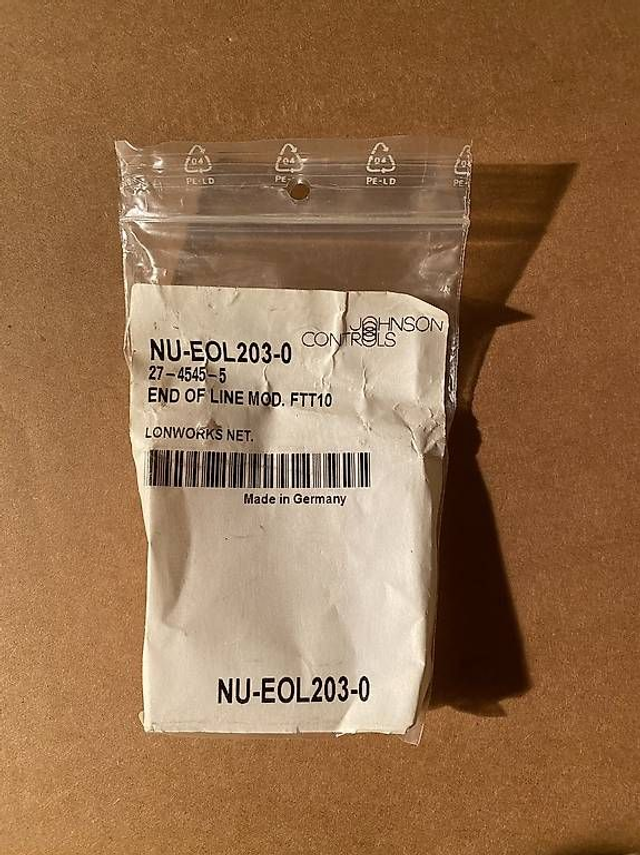 04 04 04
PE-LD PE- PE-LD PE-
JOHNSON
CONTROLS
NU-EOL203-0
27-4545-5
END OF LINE MOD. FTT10
LONWORKS NET.
Made in Germany
NU-EOL203-0